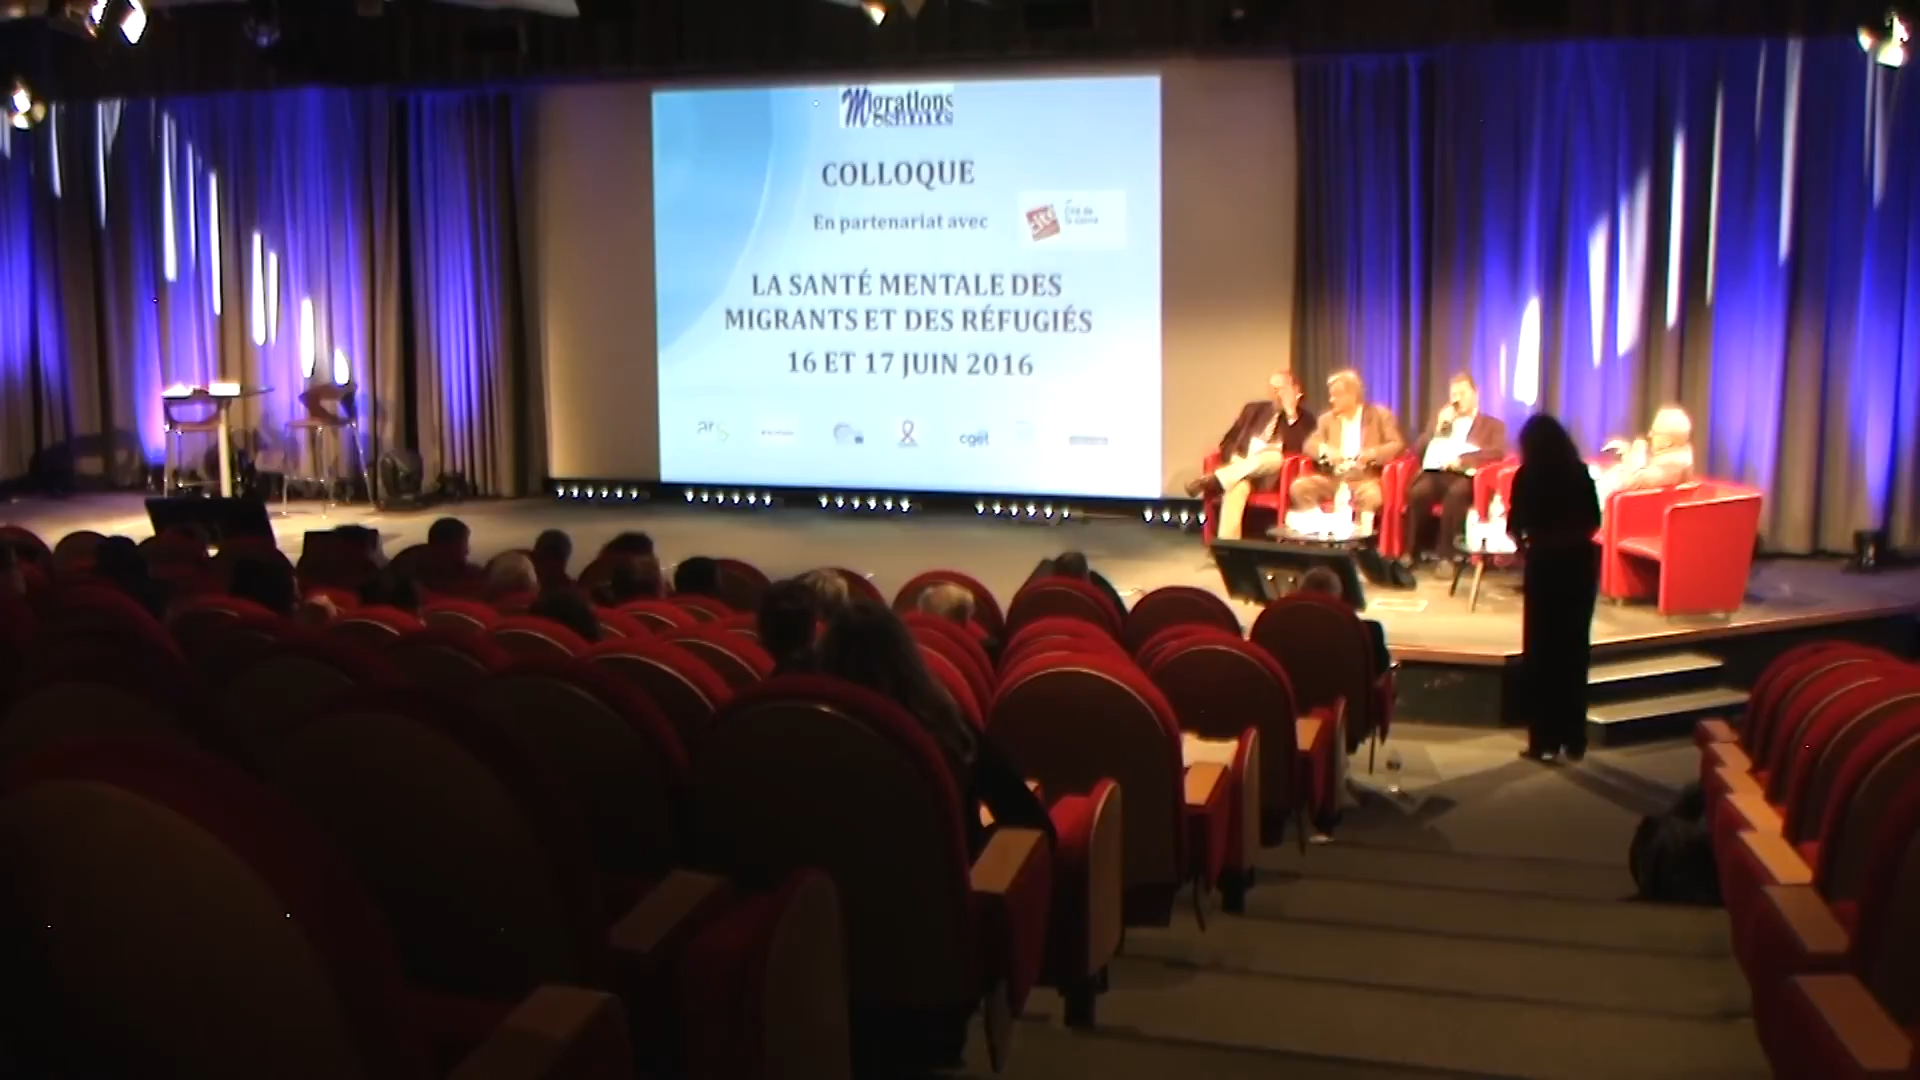 Migrations
COLLOQUE
En partenariat avec
LA SANTÉ MENTALE DES
MIGRANTS ET DES RÉFUGIÉS
16 ET 17 JUIN 2016
ars
cget